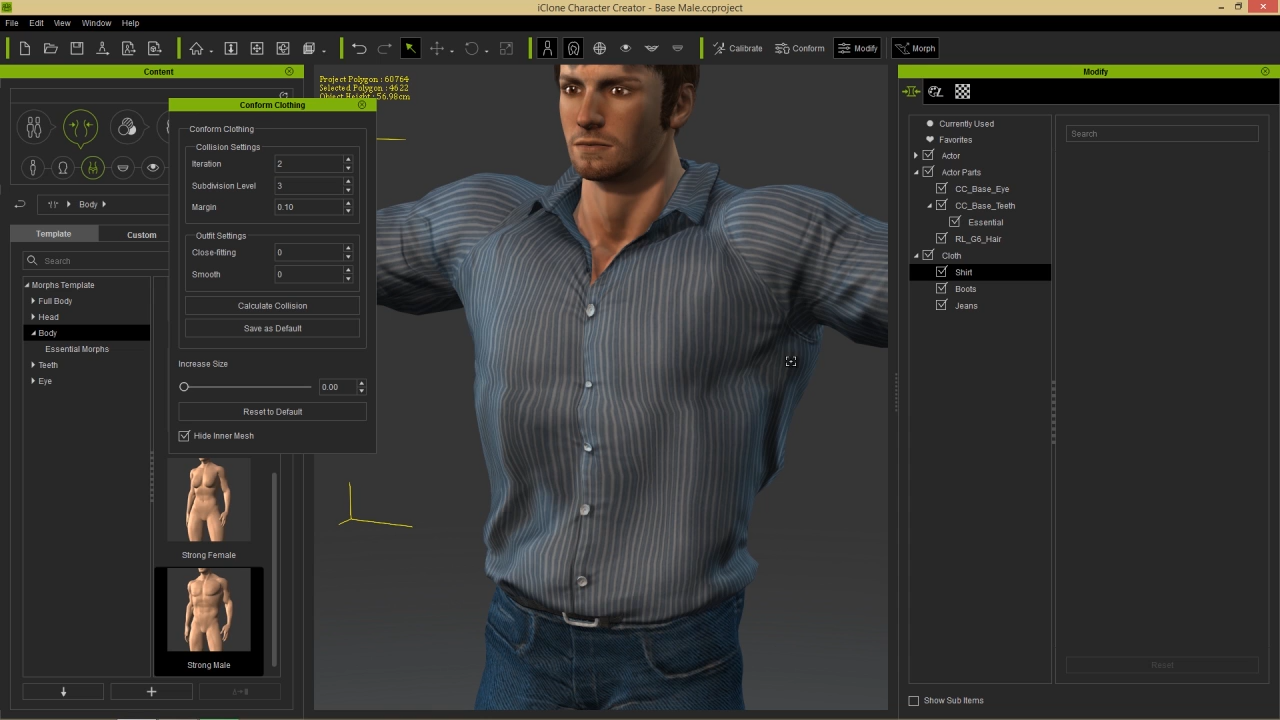 iClone Character Creator - Base Male.ccproject
File Edit View Window Help
Calibrate Conform Modify Morph
Content
Body
Template Custom
Search
Morphs Template
Full Body
Head
Body
Essential Morphs
Teeth
Eye
Strong Female
Strong Male
Conform Clothing
Conform Clothing
Collision Settings
Iteration 2
Subdivision Level 3
Margin 0.10
Outfit Settings
Close-fitting 0
Smooth 0
Calculate Collision
Save as Default
Increase Size
0.00
Reset to Default
Hide Inner Mesh
Project Polygon : 60764
Selected Polygon : 4622
Object Height : 56.98cm
Modify
Currently Used
Favorites
Actor
Actor Parts
CC_Base_Eye
CC_Base_Teeth
Essential
RL_G6_Hair
Cloth
Shirt
Boots
Jeans
Search
Reset
Show Sub Items